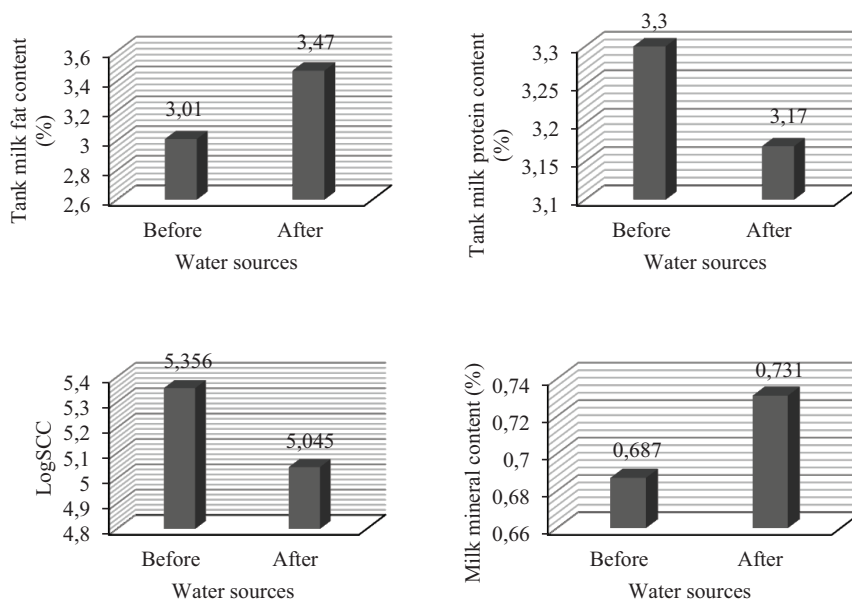 Tank milk fat content
(%)
3,6
3,4
3,2
3
2,8
2,6
3,01
3,47
Before
After
Water sources
Tank milk protein content
(%)
3,3
3,25
3,2
3,15
3,1
3,3
3,17
Before
After
Water sources
LogSCC
5,4
5,3
5,2
5,1
5
4,9
4,8
5,356
5,045
Before
After
Water sources
Milk mineral content (%)
0,74
0,72
0,7
0,68
0,66
0,687
0,731
Before
After
Water sources